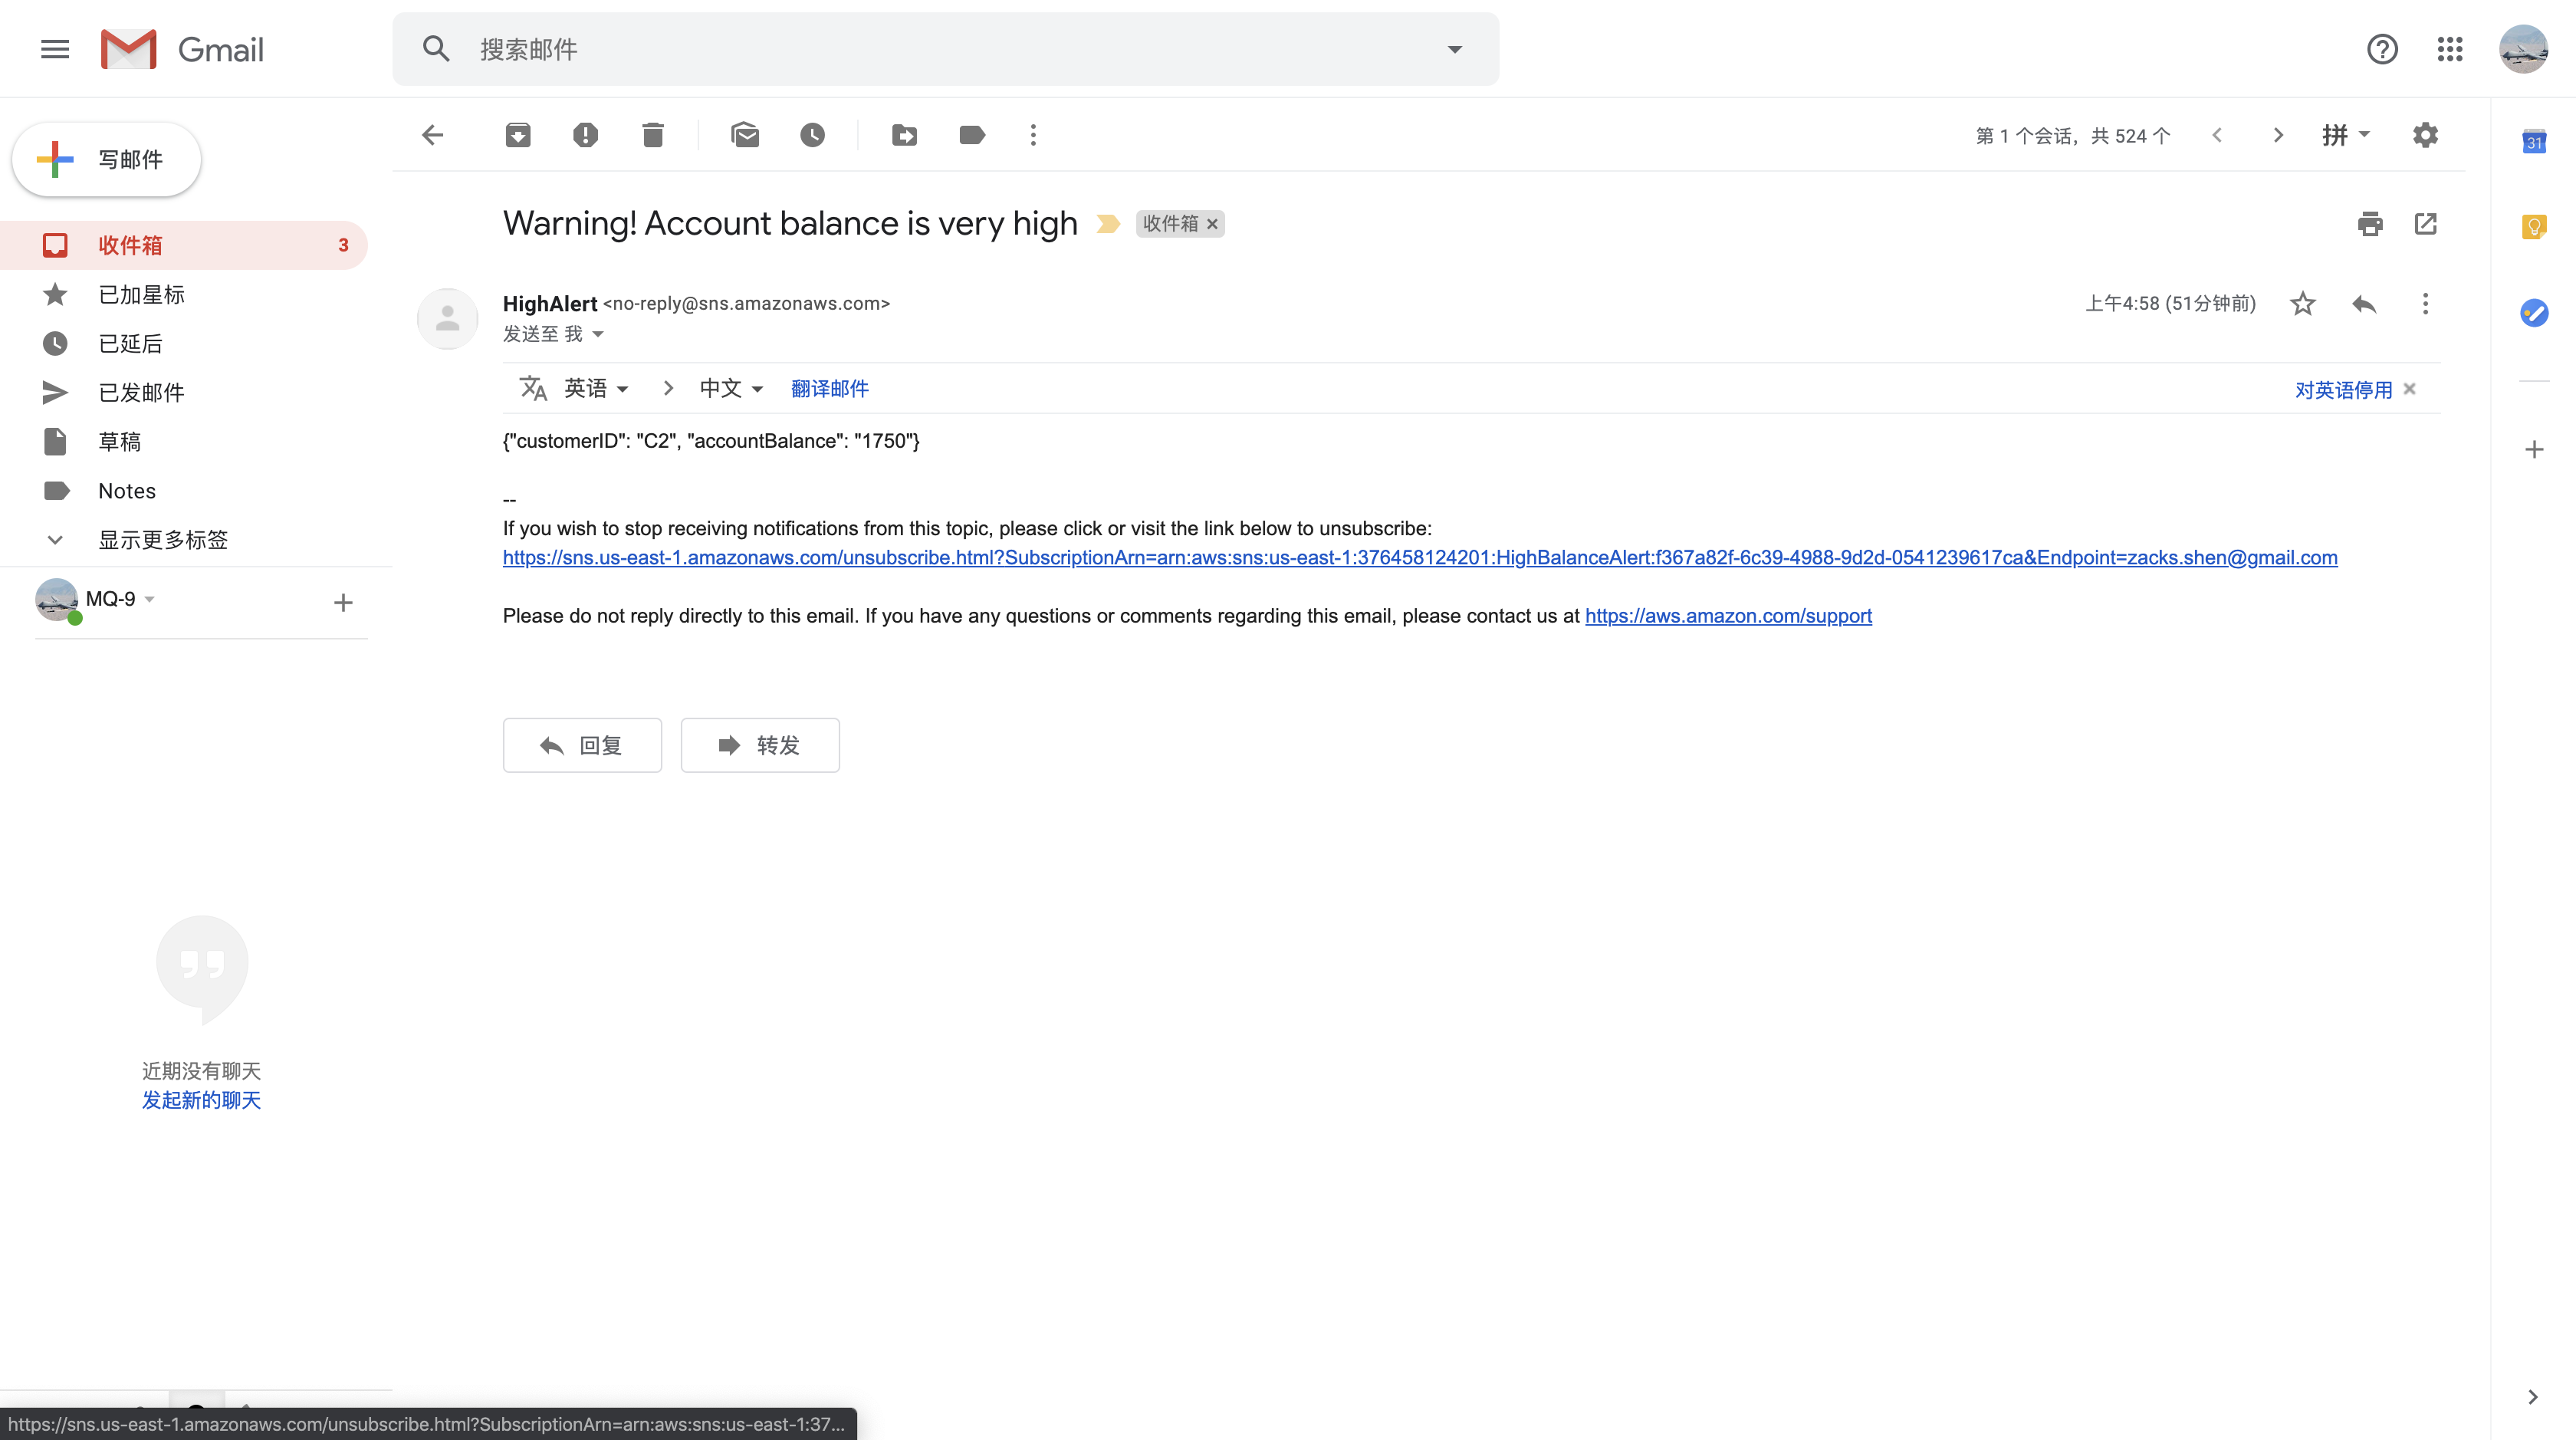 Gmail
搜索邮件
写邮件
第 1 个会话，共 524 个
拼
31
收件箱
3
已加星标
已延后
已发邮件
草稿
Notes
显示更多标签
MQ-9
近期没有聊天
发起新的聊天
Warning! Account balance is very high
收件箱 ×
HighAlert <no-reply@sns.amazonaws.com>
上午4:58 (51分钟前)
发送至 我
英语
中文
翻译邮件
对英语停用 ×
{"customerID": "C2", "accountBalance": "1750"}
--
If you wish to stop receiving notifications from this topic, please click or visit the link below to unsubscribe:
https://sns.us-east-1.amazonaws.com/unsubscribe.html?SubscriptionArn=arn:aws:sns:us-east-1:376458124201:HighBalanceAlert:f367a82f-6c39-4988-9d2d-0541239617ca&Endpoint=zacks.shen@gmail.com
Please do not reply directly to this email. If you have any questions or comments regarding this email, please contact us at https://aws.amazon.com/support
回复
转发
https://sns.us-east-1.amazonaws.com/unsubscribe.html?SubscriptionArn=arn:aws:sns:us-east-1:37...